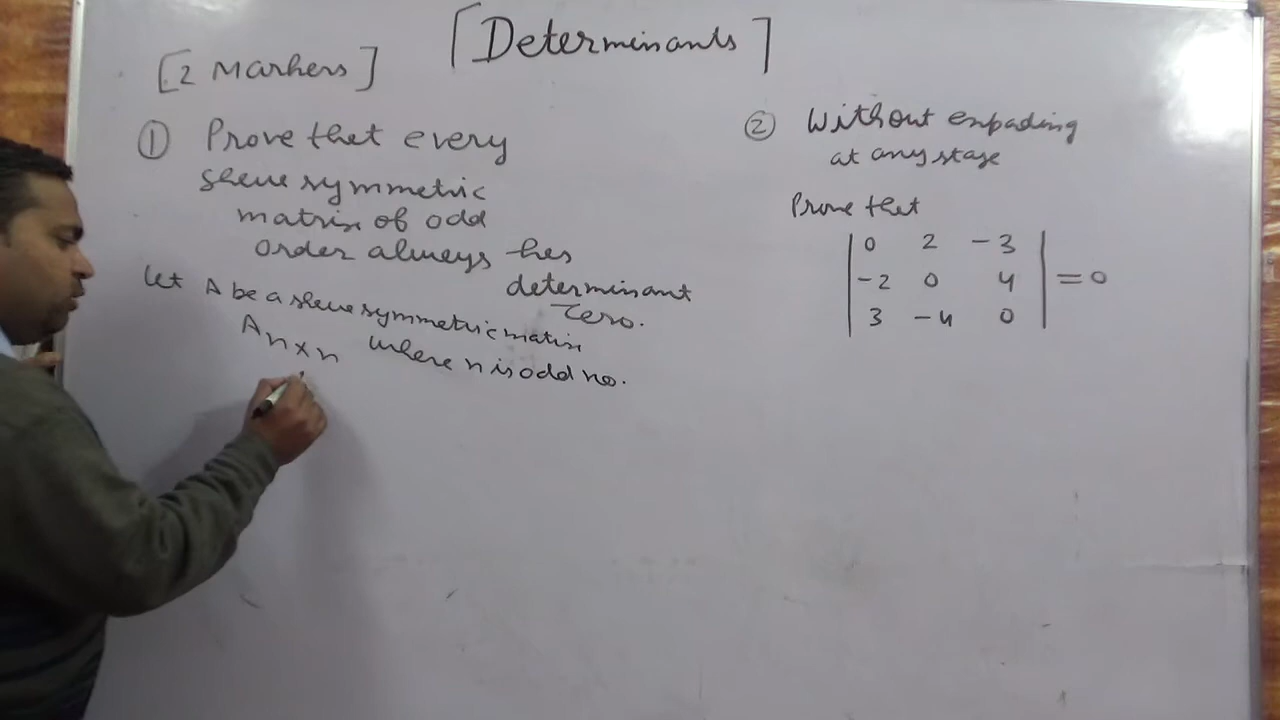 [Determinants]
[2 Markers]
① Prove that every
skew symmetric
matrix of odd
order always has
determinant
zero.
let A be a skew symmetric matrix
A n×n where n is odd no.
② Without expading
at any stage
Prove that
| 0 2 -3 |
| -2 0 4 | = 0
| 3 -4 0 |